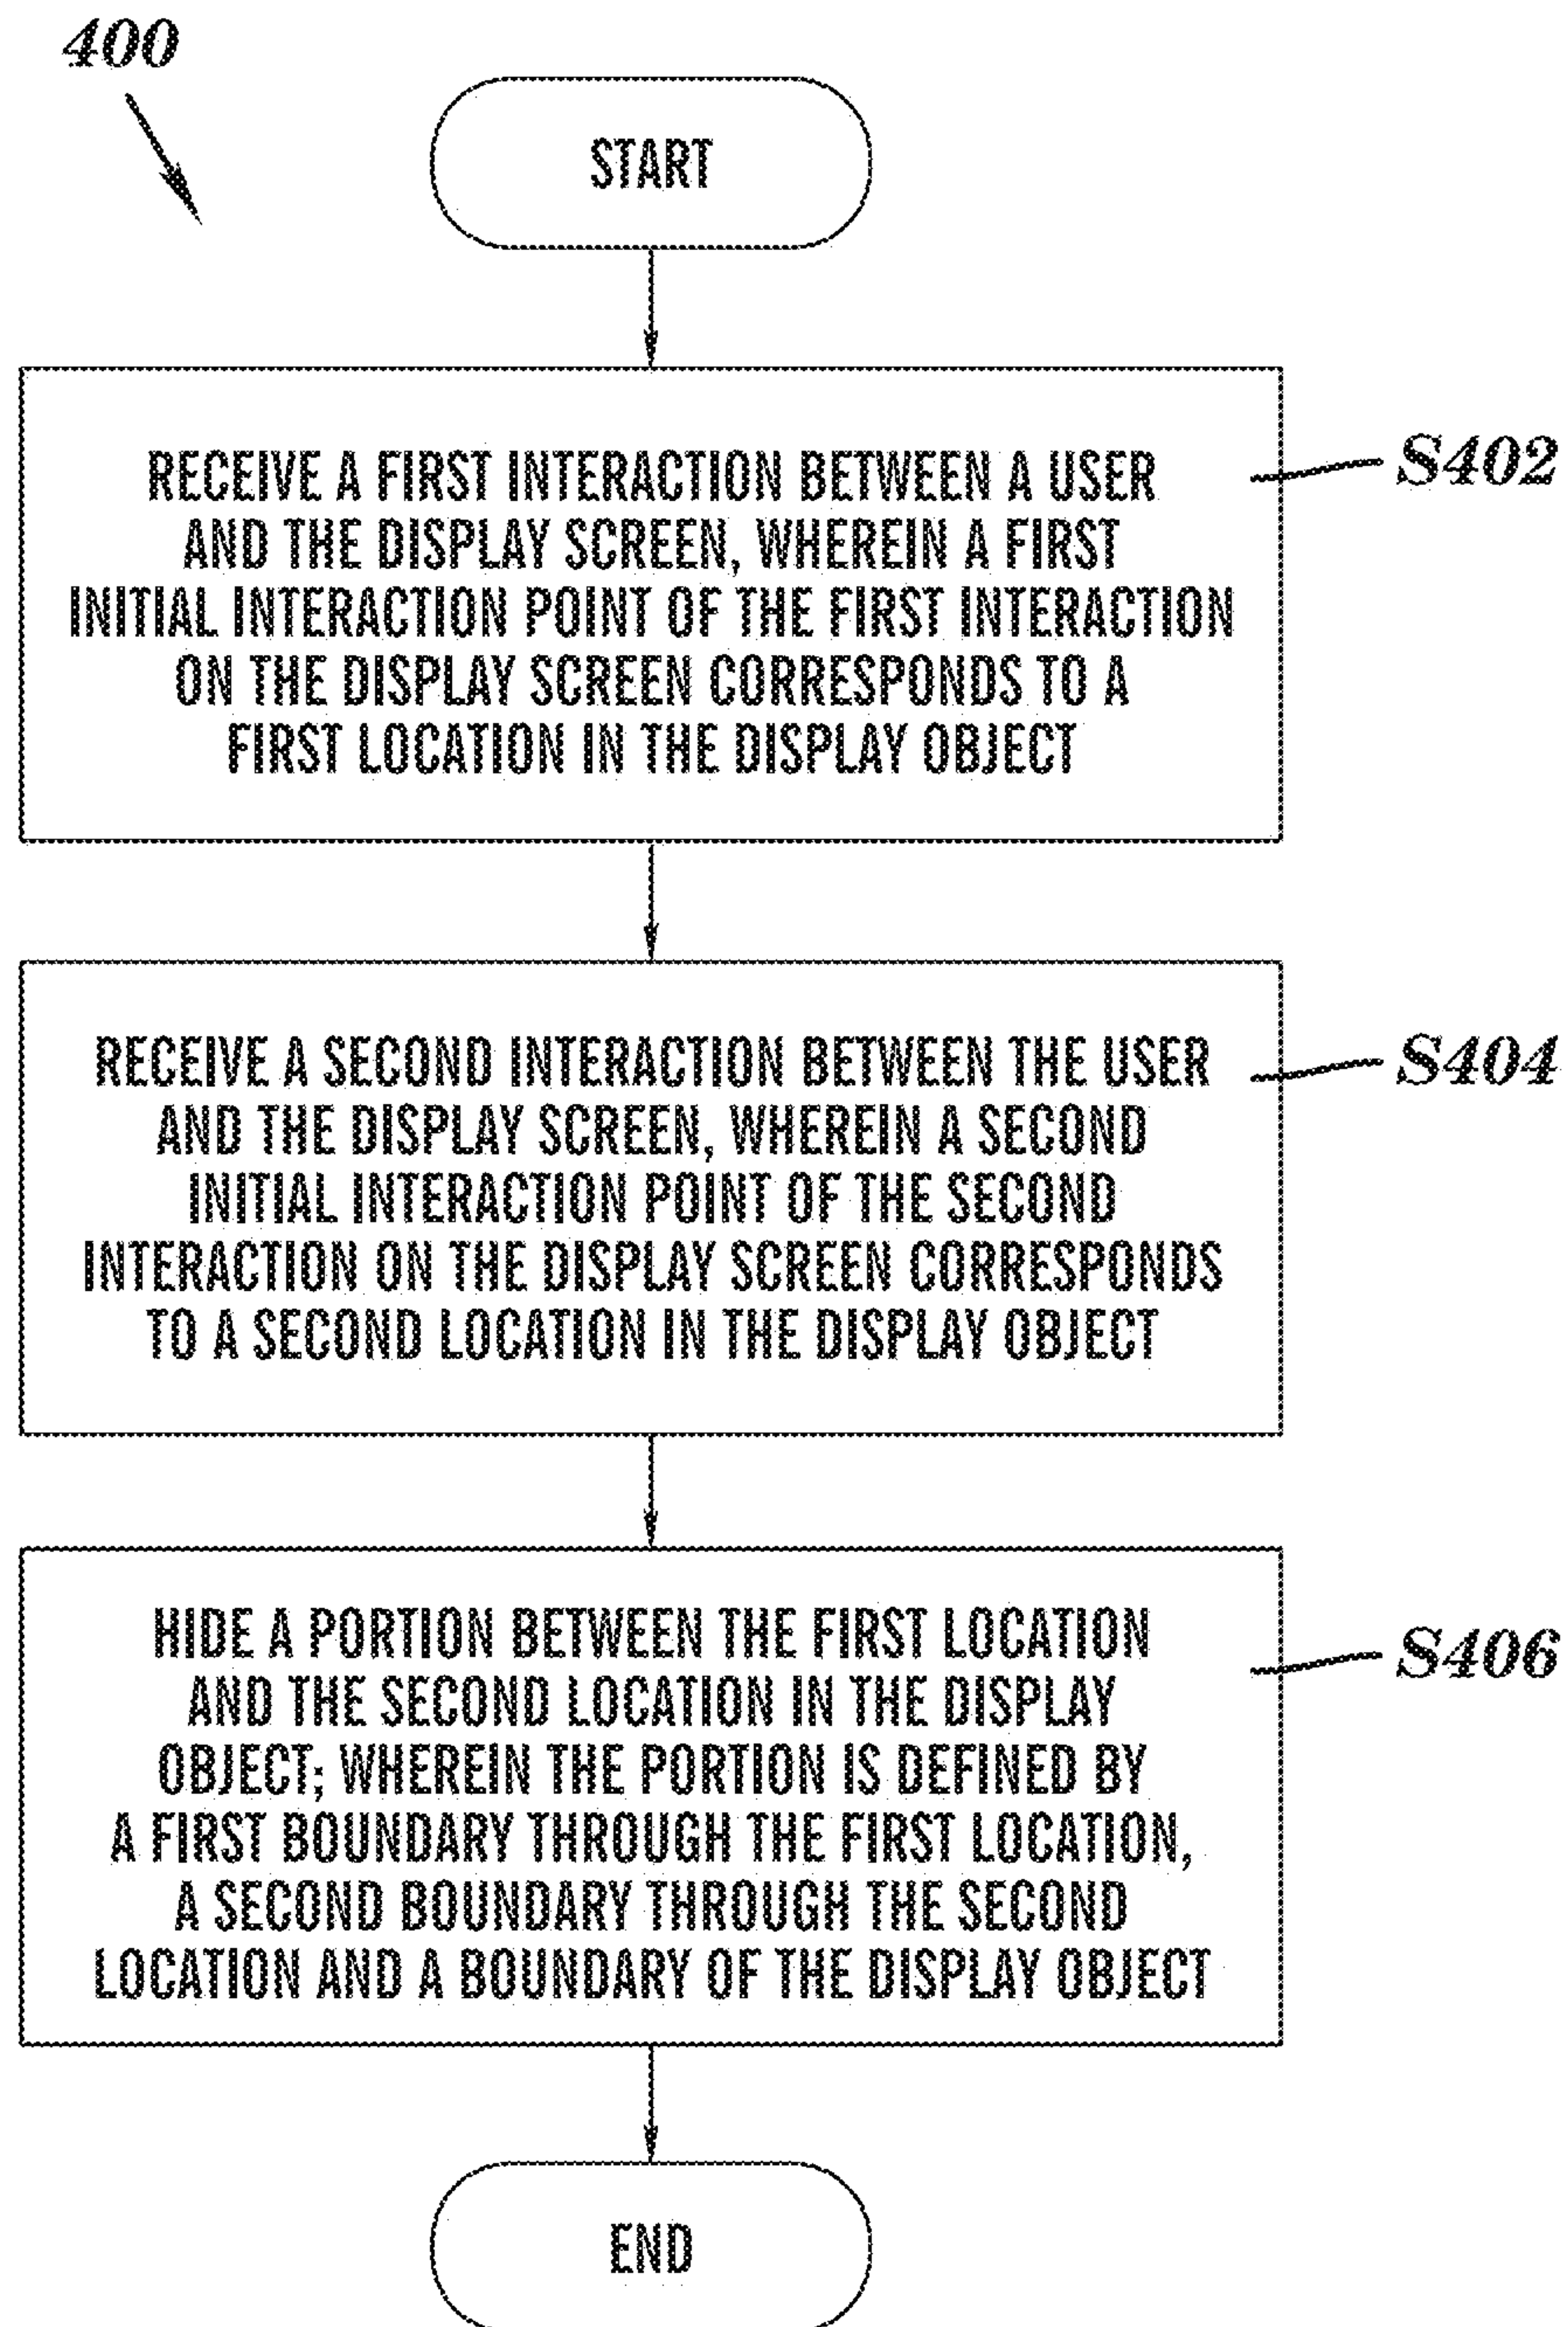 400
START
RECEIVE A FIRST INTERACTION BETWEEN A USER
AND THE DISPLAY SCREEN, WHEREIN A FIRST
INITIAL INTERACTION POINT OF THE FIRST INTERACTION
ON THE DISPLAY SCREEN CORRESPONDS TO A
FIRST LOCATION IN THE DISPLAY OBJECT
S402
RECEIVE A SECOND INTERACTION BETWEEN THE USER
AND THE DISPLAY SCREEN, WHEREIN A SECOND
INITIAL INTERACTION POINT OF THE SECOND
INTERACTION ON THE DISPLAY SCREEN CORRESPONDS
TO A SECOND LOCATION IN THE DISPLAY OBJECT
S404
HIDE A PORTION BETWEEN THE FIRST LOCATION
AND THE SECOND LOCATION IN THE DISPLAY
OBJECT; WHEREIN THE PORTION IS DEFINED BY
A FIRST BOUNDARY THROUGH THE FIRST LOCATION,
A SECOND BOUNDARY THROUGH THE SECOND
LOCATION AND A BOUNDARY OF THE DISPLAY OBJECT
S406
END